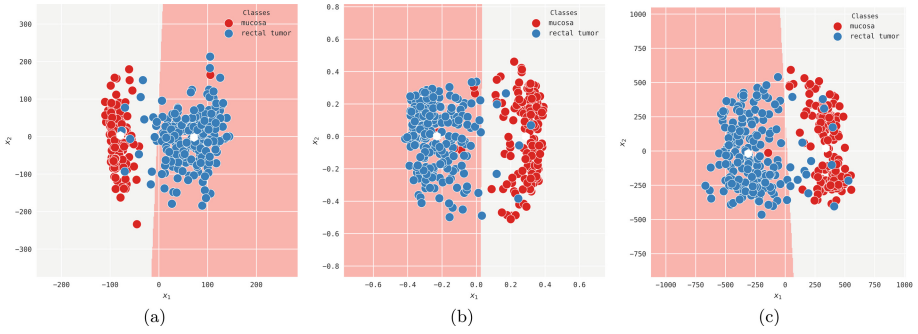 Classes
mucosa
rectal tumor
300
200
100
0
−100
−200
−300
x2
−200
−100
0
100
200
x1
(a)
Classes
mucosa
rectal tumor
0.8
0.6
0.4
0.2
0.0
−0.2
−0.4
−0.6
−0.8
x2
−0.6
−0.4
−0.2
0.0
0.2
0.4
0.6
x1
(b)
Classes
mucosa
rectal tumor
1000
750
500
250
0
−250
−500
−750
x2
−1000
−750
−500
−250
0
250
500
750
1000
x1
(c)